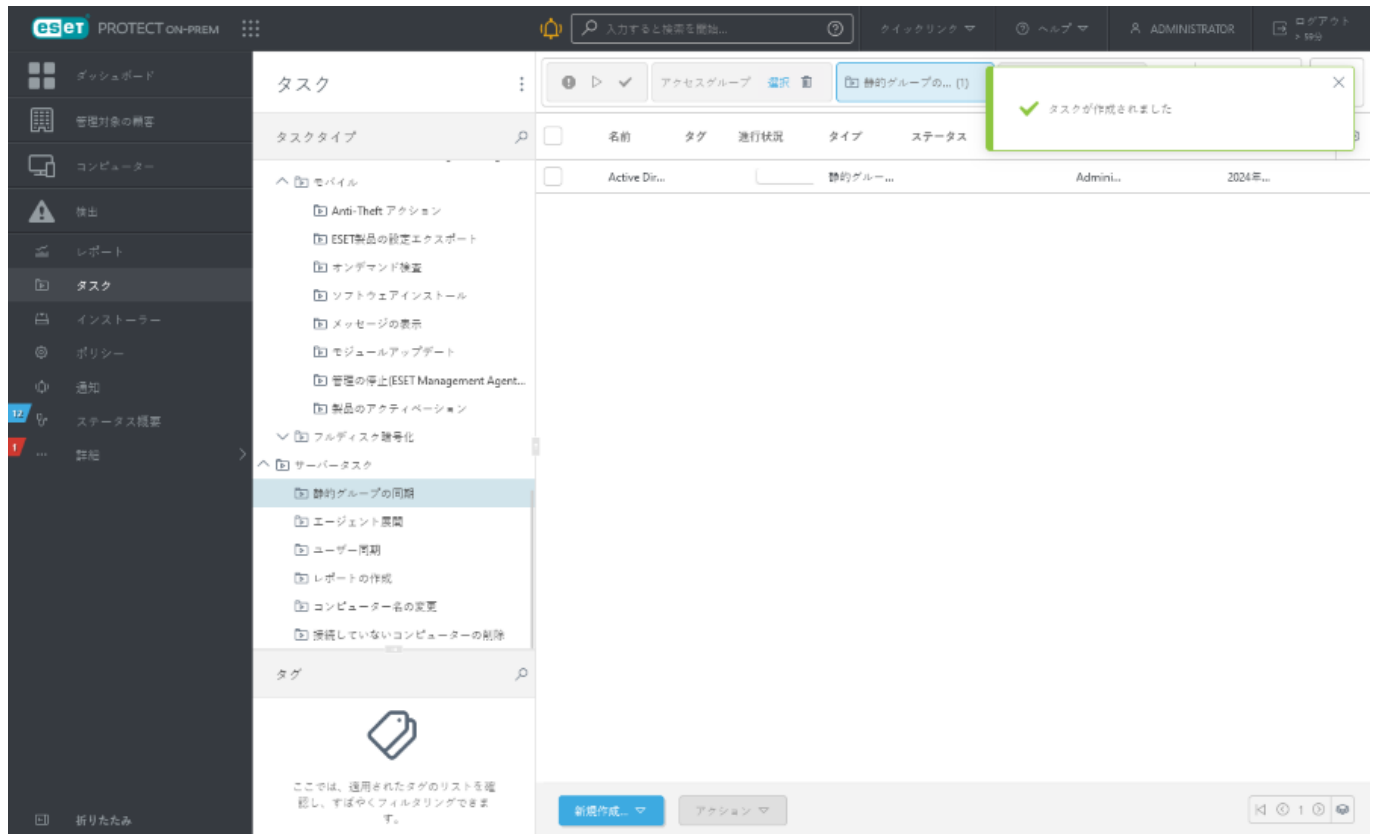 eset PROTECT ON-PREM
入力すると検索を開始...
クイックリンク
ヘルプ
ADMINISTRATOR
ログアウト
> 59分
ダッシュボード
管理対象の顧客
コンピューター
検出
レポート
タスク
インストーラー
ポリシー
通知
12
ステータス概要
1
詳細
折りたたみ
タスク
タスクタイプ
モバイル
Anti-Theft アクション
ESET製品の設定エクスポート
オンデマンド検査
ソフトウェアインストール
メッセージの表示
モジュールアップデート
管理の停止(ESET Management Agent...
製品のアクティベーション
フルディスク暗号化
サーバータスク
静的グループの同期
エージェント展開
ユーザー同期
レポートの作成
コンピューター名の変更
接続していないコンピューターの削除
タグ
ここでは、適用されたタグのリストを確
認し、すばやくフィルタリングできま
す。
アクセスグループ 選択
静的グループの... (1)
タスクが作成されました
名前 タグ 進行状況 タイプ ステータス
Active Dir... 静的グルー... Admini... 2024年...
新規作成...
アクション
1